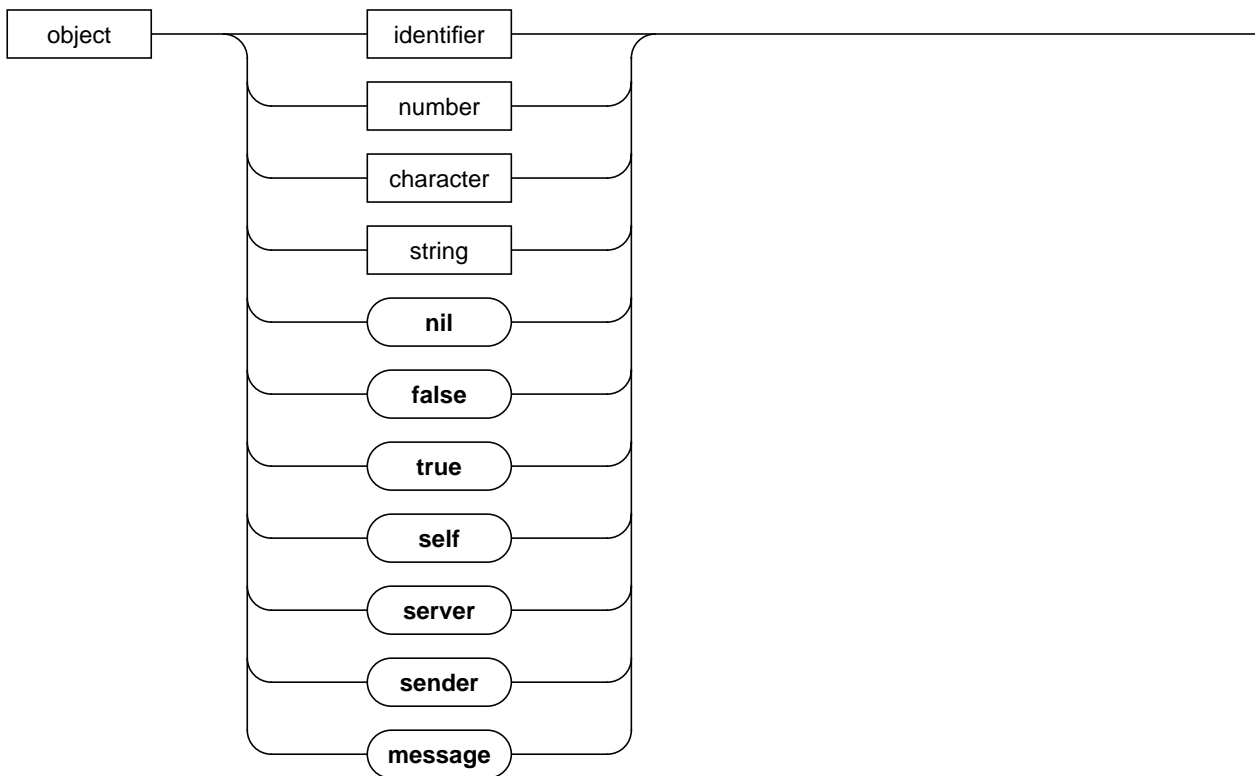 object identifier
number
character
string
nil
false
true
self
server
sender
message